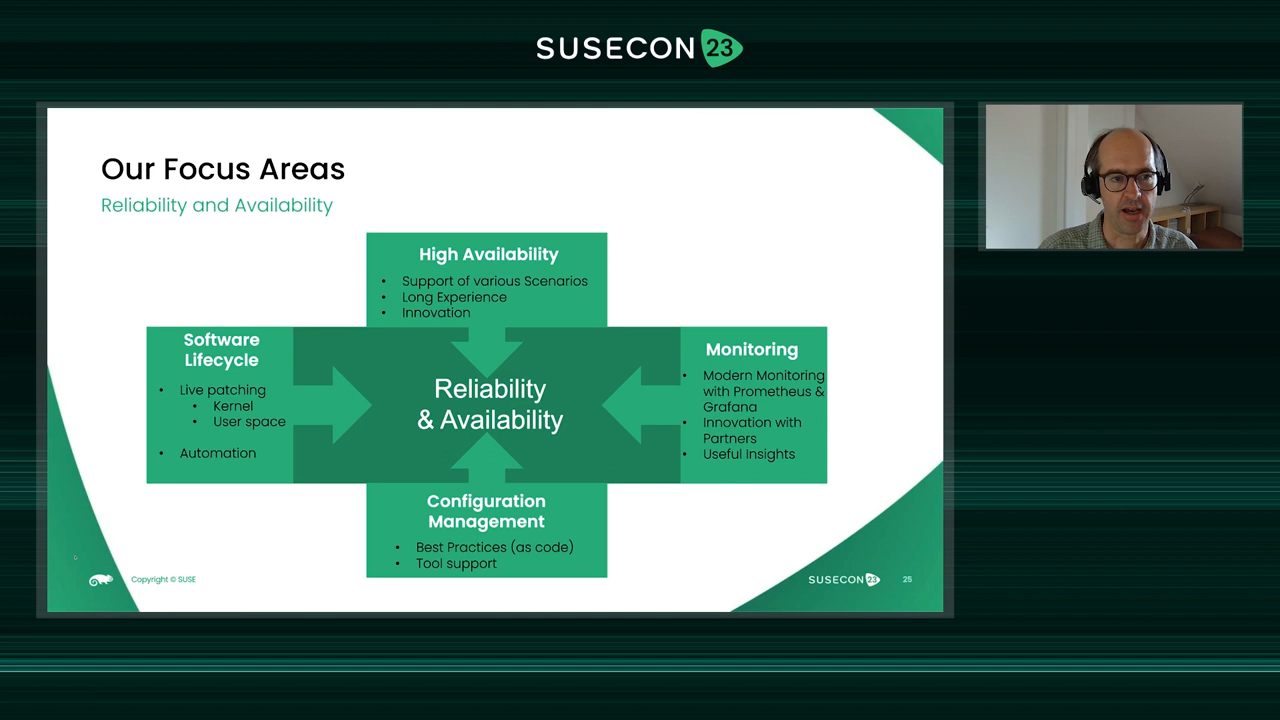 SUSECON 23
Our Focus Areas
Reliability and Availability
High Availability
• Support of various Scenarios
• Long Experience
• Innovation
Software
Lifecycle
• Live patching
• Kernel
• User space
• Automation
Reliability
& Availability
Monitoring
• Modern Monitoring
with Prometheus &
Grafana
• Innovation with
Partners
• Useful Insights
Configuration
Management
• Best Practices (as code)
• Tool support
Copyright © SUSE
SUSECON 23
25